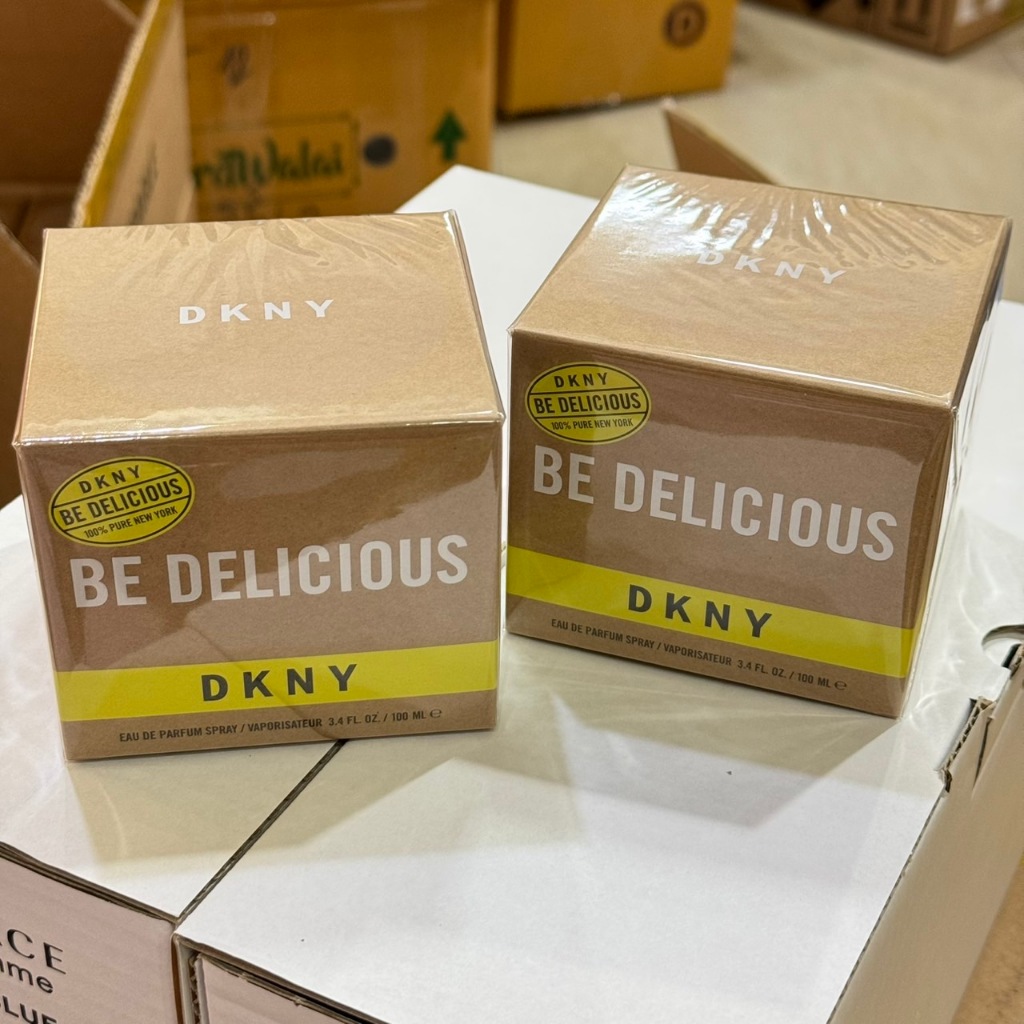 DKNY
DKNY
BE DELICIOUS
100% PURE NEW YORK
BE DELICIOUS
DKNY
EAU DE PARFUM SPRAY / VAPORISATEUR 3.4 FL. OZ. / 100 ML ℮
DKNY
DKNY
BE DELICIOUS
100% PURE NEW YORK
BE DELICIOUS
DKNY
EAU DE PARFUM SPRAY / VAPORISATEUR 3.4 FL. OZ. / 100 ML ℮